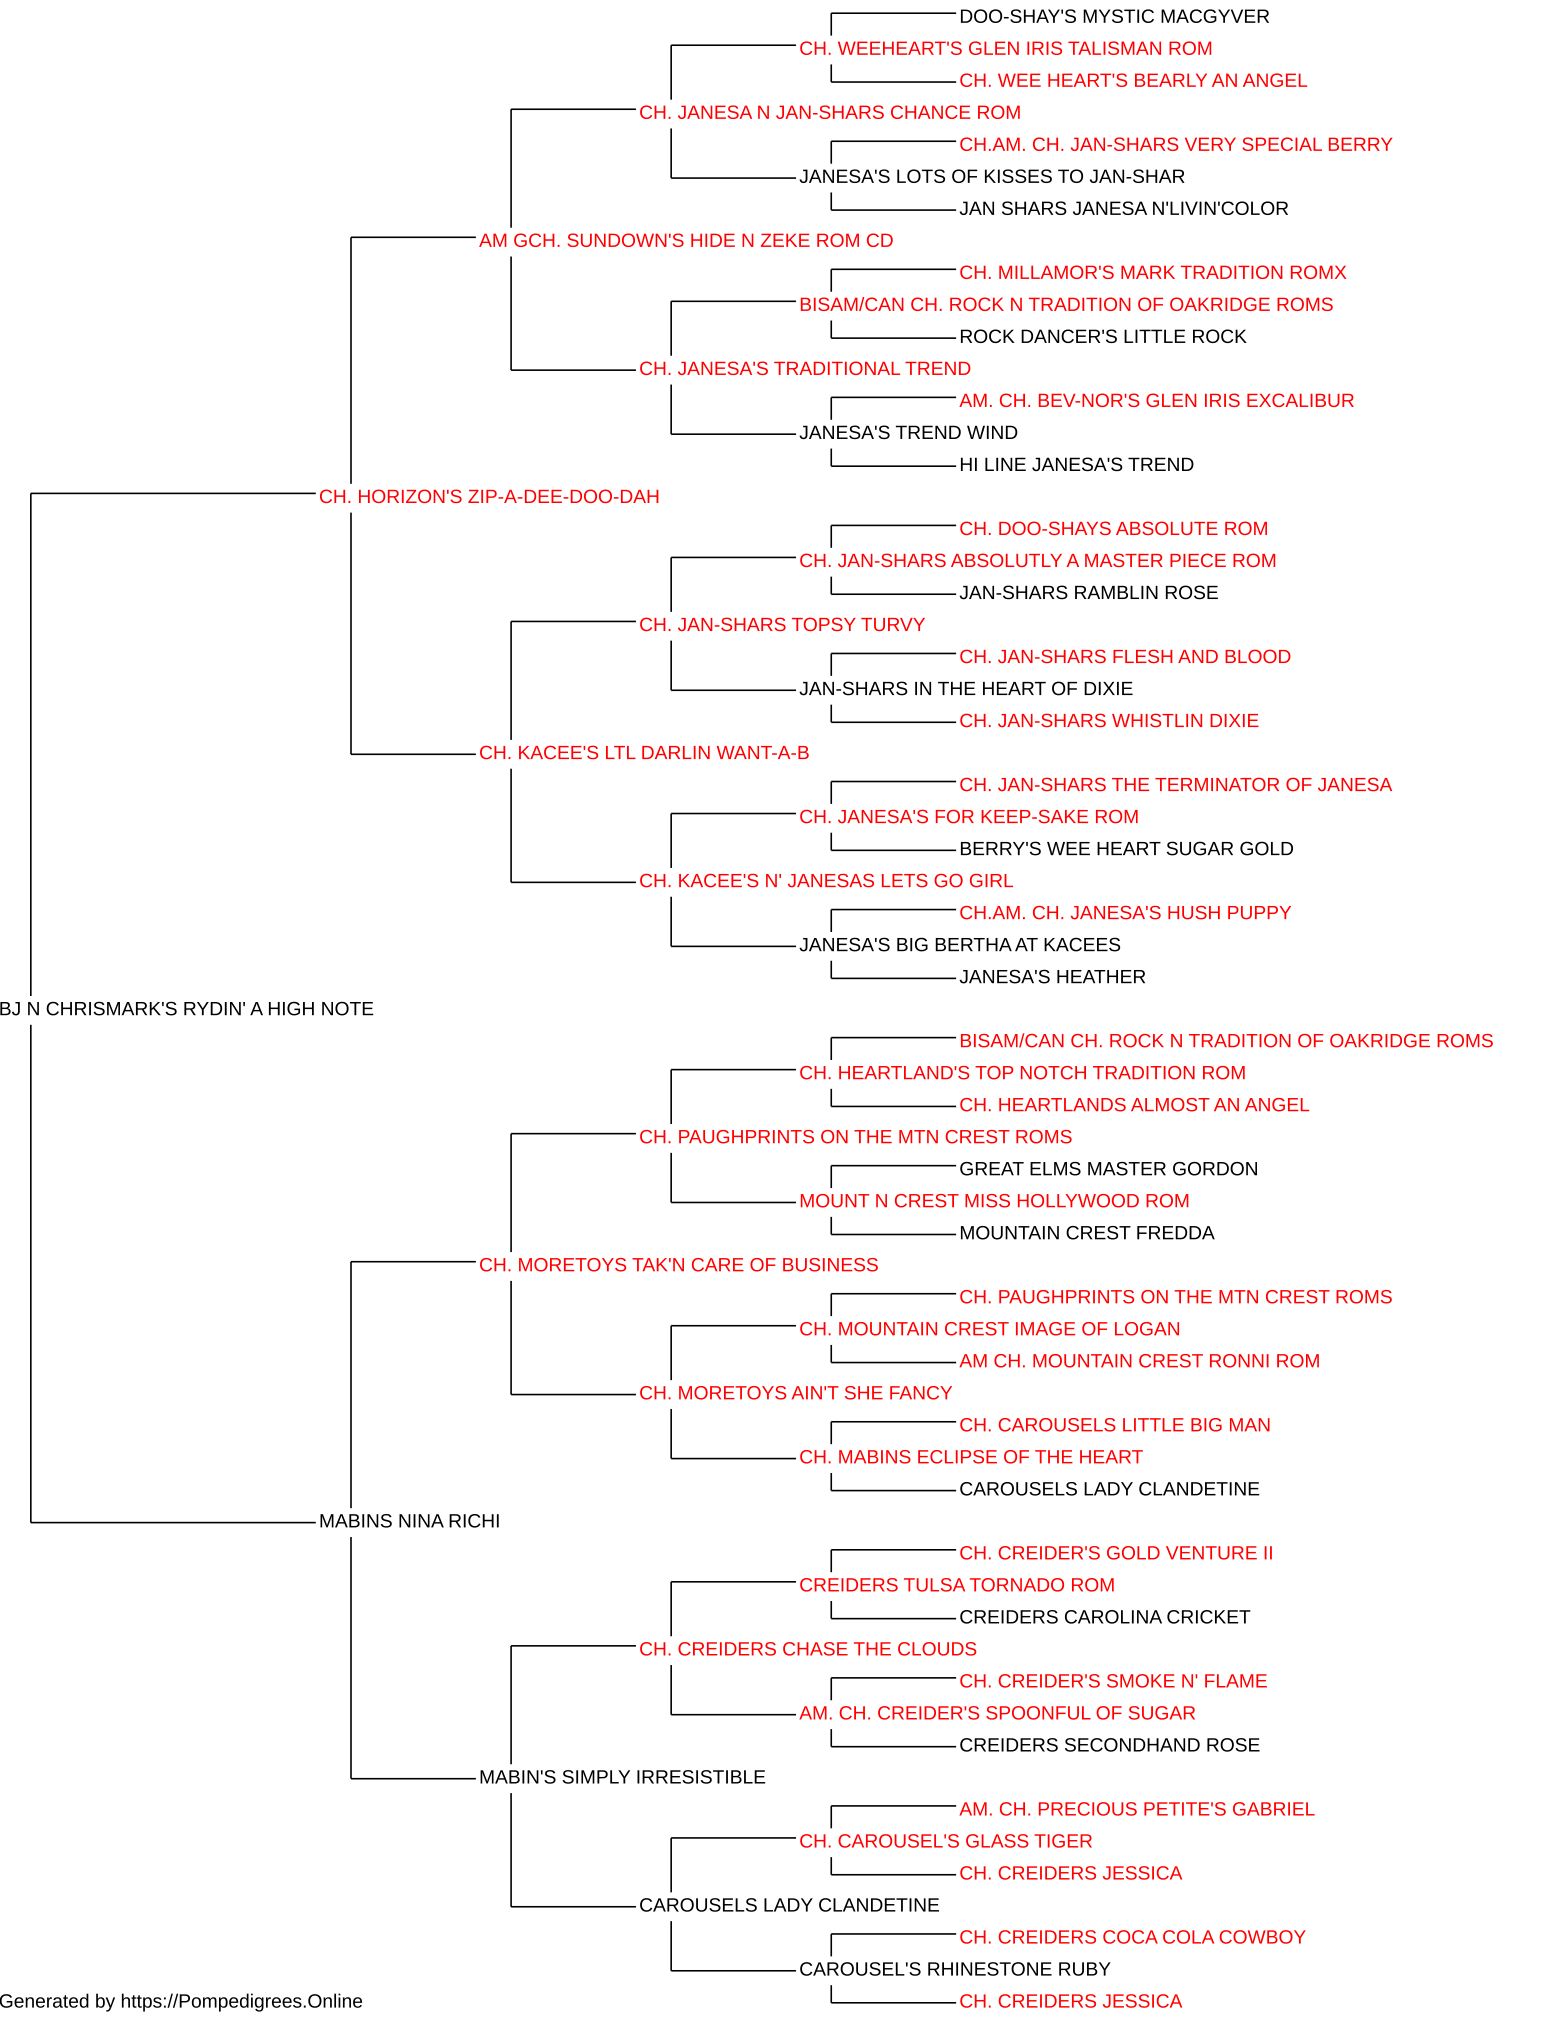 DOO-SHAY'S MYSTIC MACGYVER
CH. WEEHEART'S GLEN IRIS TALISMAN ROM
CH. WEE HEART'S BEARLY AN ANGEL
CH. JANESA N JAN-SHARS CHANCE ROM
CH.AM. CH. JAN-SHARS VERY SPECIAL BERRY
JANESA'S LOTS OF KISSES TO JAN-SHAR
JAN SHARS JANESA N'LIVIN'COLOR
AM GCH. SUNDOWN'S HIDE N ZEKE ROM CD
CH. MILLAMOR'S MARK TRADITION ROMX
BISAM/CAN CH. ROCK N TRADITION OF OAKRIDGE ROMS
ROCK DANCER'S LITTLE ROCK
CH. JANESA'S TRADITIONAL TREND
AM. CH. BEV-NOR'S GLEN IRIS EXCALIBUR
JANESA'S TREND WIND
HI LINE JANESA'S TREND
CH. HORIZON'S ZIP-A-DEE-DOO-DAH
CH. DOO-SHAYS ABSOLUTE ROM
CH. JAN-SHARS ABSOLUTLY A MASTER PIECE ROM
JAN-SHARS RAMBLIN ROSE
CH. JAN-SHARS TOPSY TURVY
CH. JAN-SHARS FLESH AND BLOOD
JAN-SHARS IN THE HEART OF DIXIE
CH. JAN-SHARS WHISTLIN DIXIE
CH. KACEE'S LTL DARLIN WANT-A-B
CH. JAN-SHARS THE TERMINATOR OF JANESA
CH. JANESA'S FOR KEEP-SAKE ROM
BERRY'S WEE HEART SUGAR GOLD
CH. KACEE'S N' JANESAS LETS GO GIRL
CH.AM. CH. JANESA'S HUSH PUPPY
JANESA'S BIG BERTHA AT KACEES
JANESA'S HEATHER
BJ N CHRISMARK'S RYDIN' A HIGH NOTE
BISAM/CAN CH. ROCK N TRADITION OF OAKRIDGE ROMS
CH. HEARTLAND'S TOP NOTCH TRADITION ROM
CH. HEARTLANDS ALMOST AN ANGEL
CH. PAUGHPRINTS ON THE MTN CREST ROMS
GREAT ELMS MASTER GORDON
MOUNT N CREST MISS HOLLYWOOD ROM
MOUNTAIN CREST FREDDA
CH. MORETOYS TAK'N CARE OF BUSINESS
CH. PAUGHPRINTS ON THE MTN CREST ROMS
CH. MOUNTAIN CREST IMAGE OF LOGAN
AM CH. MOUNTAIN CREST RONNI ROM
CH. MORETOYS AIN'T SHE FANCY
CH. CAROUSELS LITTLE BIG MAN
CH. MABINS ECLIPSE OF THE HEART
CAROUSELS LADY CLANDETINE
MABINS NINA RICHI
CH. CREIDER'S GOLD VENTURE II
CREIDERS TULSA TORNADO ROM
CREIDERS CAROLINA CRICKET
CH. CREIDERS CHASE THE CLOUDS
CH. CREIDER'S SMOKE N' FLAME
AM. CH. CREIDER'S SPOONFUL OF SUGAR
CREIDERS SECONDHAND ROSE
MABIN'S SIMPLY IRRESISTIBLE
AM. CH. PRECIOUS PETITE'S GABRIEL
CH. CAROUSEL'S GLASS TIGER
CH. CREIDERS JESSICA
CAROUSELS LADY CLANDETINE
CH. CREIDERS COCA COLA COWBOY
CAROUSEL'S RHINESTONE RUBY
CH. CREIDERS JESSICA
Generated by https://Pompedigrees.Online